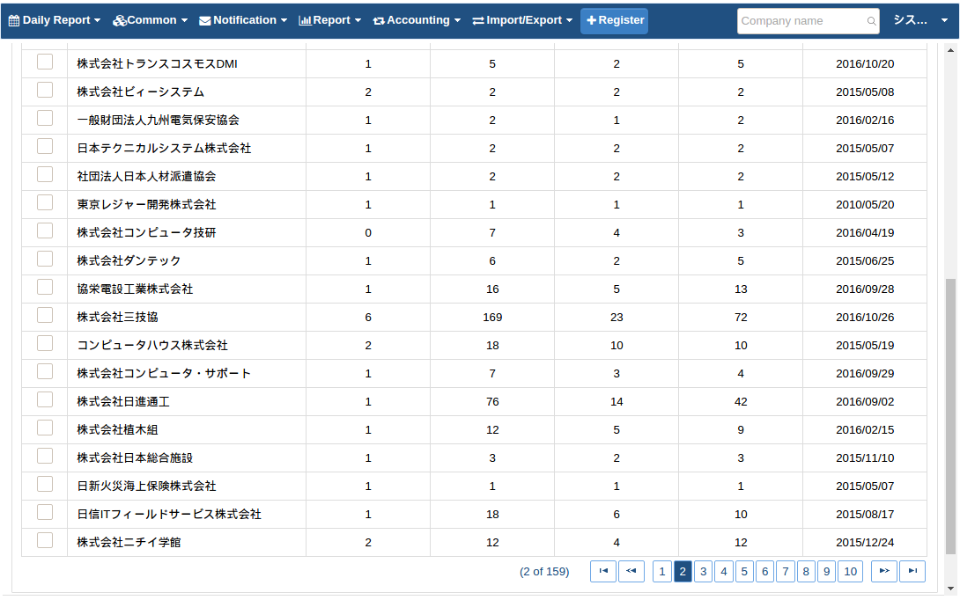 Daily Report Common Notification Report Accounting Import/Export Register Company name シス...
株式会社トランスコスモスDMI 1 5 2 5 2016/10/20
株式会社ビィーシステム 2 2 2 2 2015/05/08
一般財団法人九州電気保安協会 1 2 1 2 2016/02/16
日本テクニカルシステム株式会社 1 2 2 2 2015/05/07
社団法人日本人材派遣協会 1 2 2 2 2015/05/12
東京レジャー開発株式会社 1 1 1 1 2010/05/20
株式会社コンピュータ技研 0 7 4 3 2016/04/19
株式会社ダンテック 1 6 2 5 2015/06/25
協栄電設工業株式会社 1 16 5 13 2016/09/28
株式会社三技協 6 169 23 72 2016/10/26
コンピュータハウス株式会社 2 18 10 10 2015/05/19
株式会社コンピュータ・サポート 1 7 3 4 2016/09/29
株式会社日進通工 1 76 14 42 2016/09/02
株式会社植木組 1 12 5 9 2016/02/15
株式会社日本総合施設 1 3 2 3 2015/11/10
日新火災海上保険株式会社 1 1 1 1 2015/05/07
日信ITフィールドサービス株式会社 1 18 6 10 2015/08/17
株式会社ニチイ学館 2 12 4 12 2015/12/24
(2 of 159) 1 2 3 4 5 6 7 8 9 10